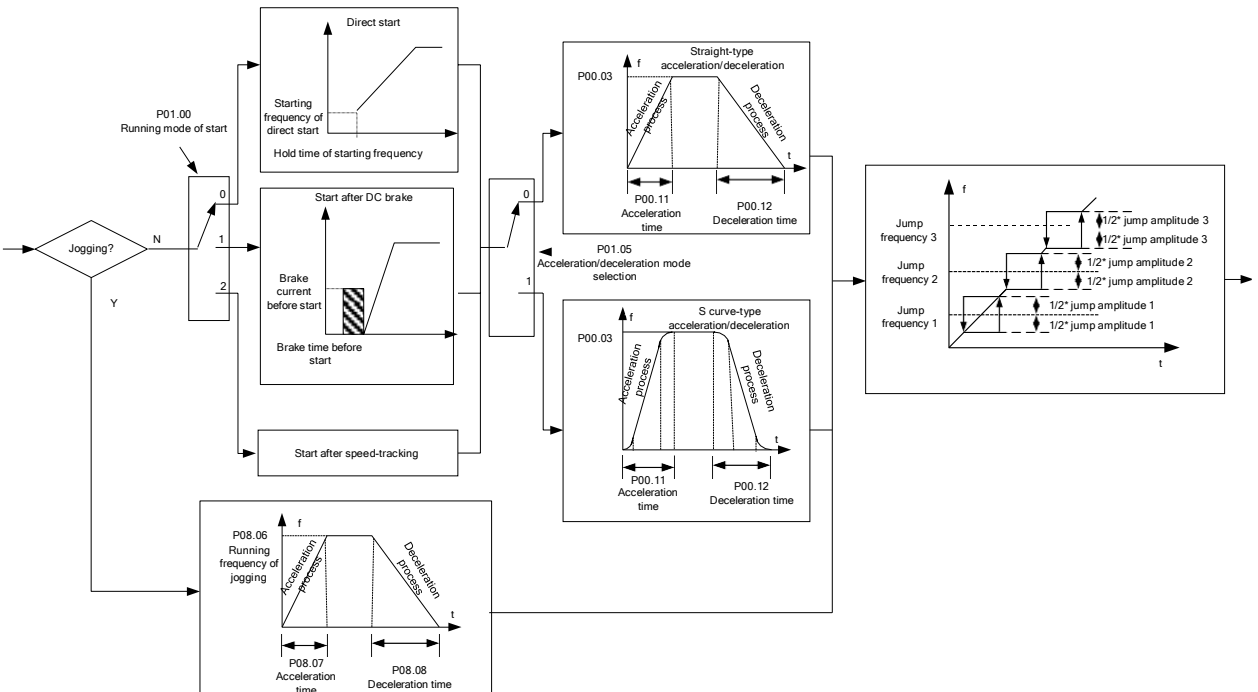 Jogging?
N
Y
P01.00
Running mode of start
0
1
2
Direct start
Starting
frequency of
direct start
Hold time of starting frequency
Start after DC brake
Brake
current
before start
Brake time before
start
Start after speed-tracking
0
1
P01.05
Acceleration/deceleration mode
selection
Straight-type
acceleration/deceleration
f
P00.03
Acceleration
process
Deceleration
process
t
P00.11
Acceleration
time
P00.12
Deceleration time
S curve-type
acceleration/deceleration
f
P00.03
Acceleration
process
Deceleration
process
t
P00.11
Acceleration
time
P00.12
Deceleration time
f
P08.06
Running
frequency of
jogging
Acceleration
process
Deceleration
process
t
P08.07
Acceleration
time
P08.08
Deceleration time
f
Jump
frequency 3
1/2* jump amplitude 3
1/2* jump amplitude 3
Jump
frequency 2
1/2* jump amplitude 2
1/2* jump amplitude 2
Jump
frequency 1
1/2* jump amplitude 1
1/2* jump amplitude 1
t